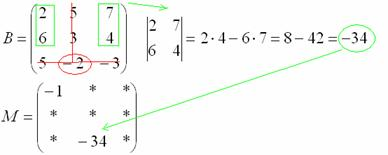 B = ( 2 5 7
6 3 4
5 −2 −3 )
| 2 7
6 4 | = 2·4−6·7 = 8−42 = −34
M = ( −1 * *
* * *
* −34 * )